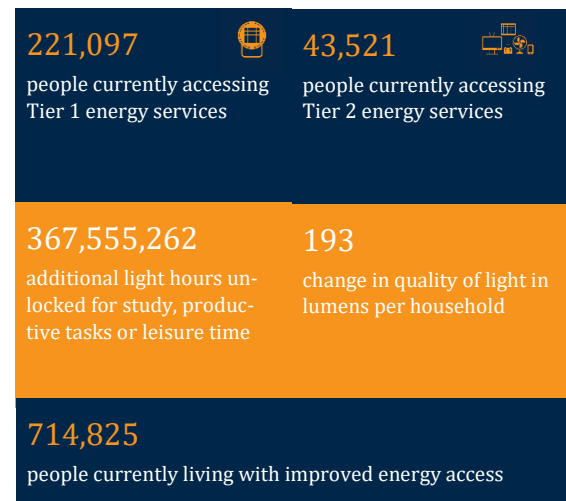 221,097
people currently accessing
Tier 1 energy services
43,521
people currently accessing
Tier 2 energy services
367,555,262
additional light hours un-
locked for study, produc-
tive tasks or leisure time
193
change in quality of light in
lumens per household
714,825
people currently living with improved energy access